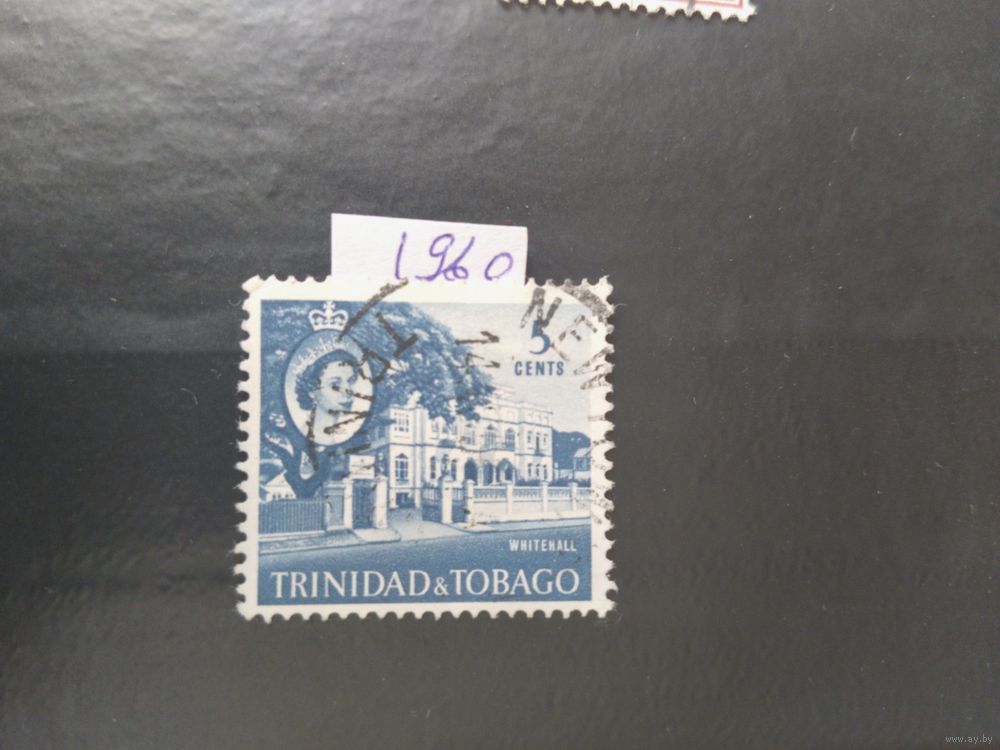 1960
5
CENTS
WHITEHALL
TRINIDAD & TOBAGO
www.ay.by